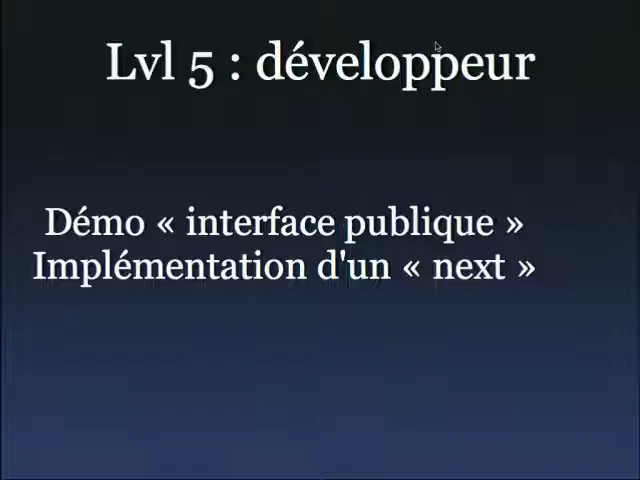 Lvl 5 : développeur
Démo « interface publique »
Implémentation d'un « next »